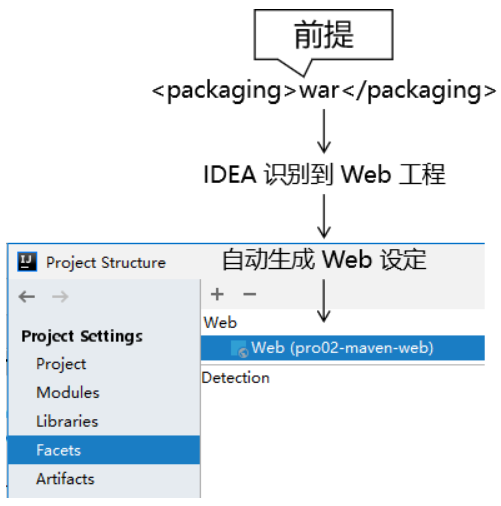 前提
<packaging>war</packaging>
IDEA 识别到 Web 工程
自动生成 Web 设定
Project Structure
Project Settings
Project
Modules
Libraries
Facets
Artifacts
Web
Web (pro02-maven-web)
Detection